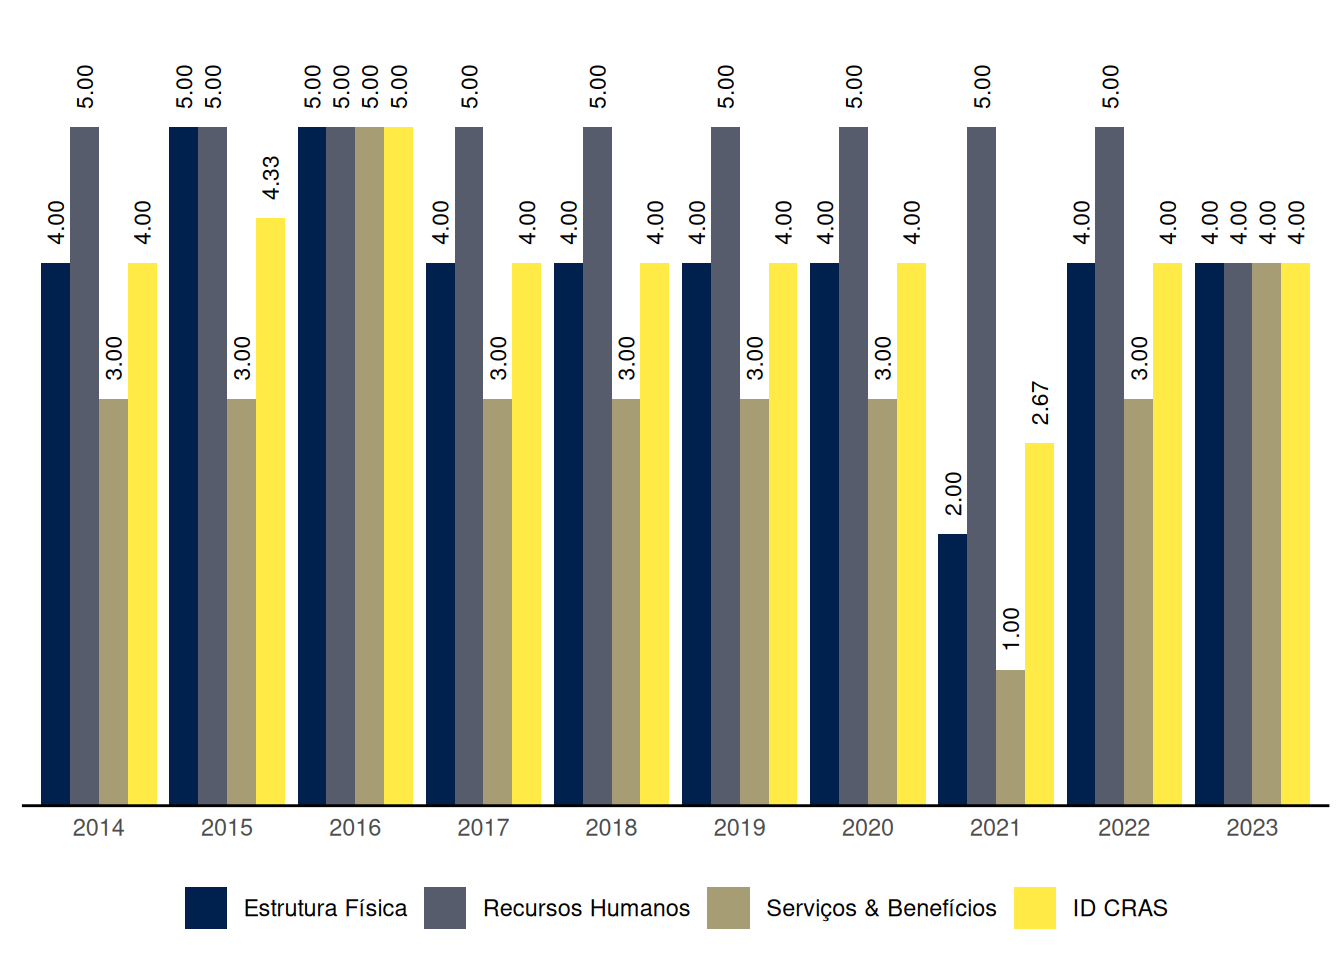 5.00 5.00 5.00 5.00 5.00 5.00 5.00 5.00 5.00 5.00 5.00 5.00 5.00
4.33
4.00 4.00 4.00 4.00 4.00 4.00 4.00 4.00 4.00 4.00 4.00 4.00 4.00 4.00 4.00 4.00
3.00 3.00 3.00 3.00 3.00 3.00 3.00
2.67
2.00
1.00
2014 2015 2016 2017 2018 2019 2020 2021 2022 2023
Estrutura Física Recursos Humanos Serviços & Benefícios ID CRAS